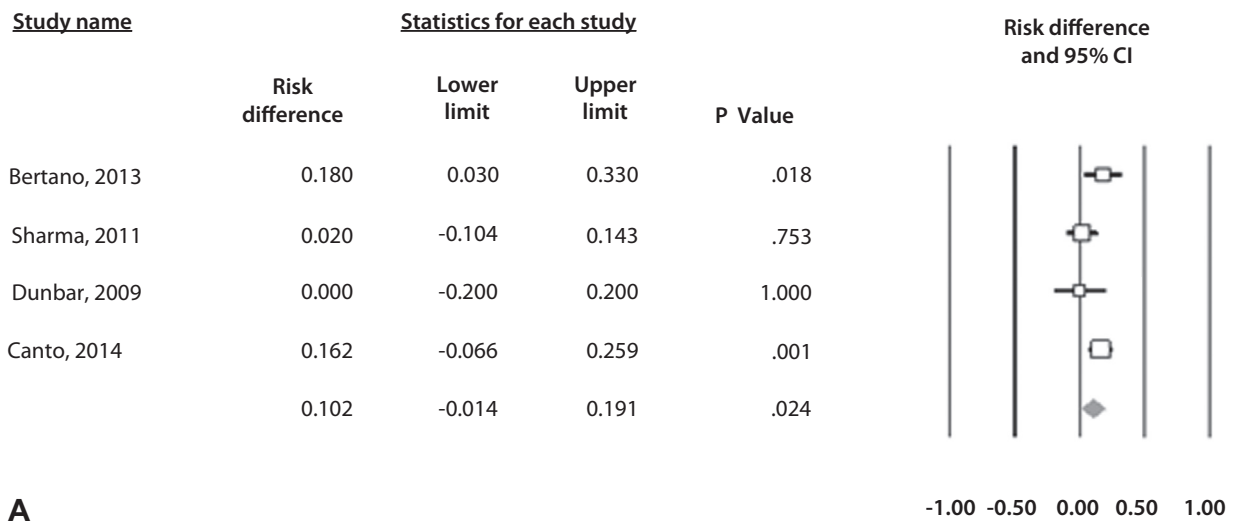 Study name Statistics for each study Risk difference
and 95% CI
Risk difference Lower limit Upper limit P Value
Bertano, 2013 0.180 0.030 0.330 .018
Sharma, 2011 0.020 -0.104 0.143 .753
Dunbar, 2009 0.000 -0.200 0.200 1.000
Canto, 2014 0.162 -0.066 0.259 .001
0.102 -0.014 0.191 .024
A -1.00 -0.50 0.00 0.50 1.00